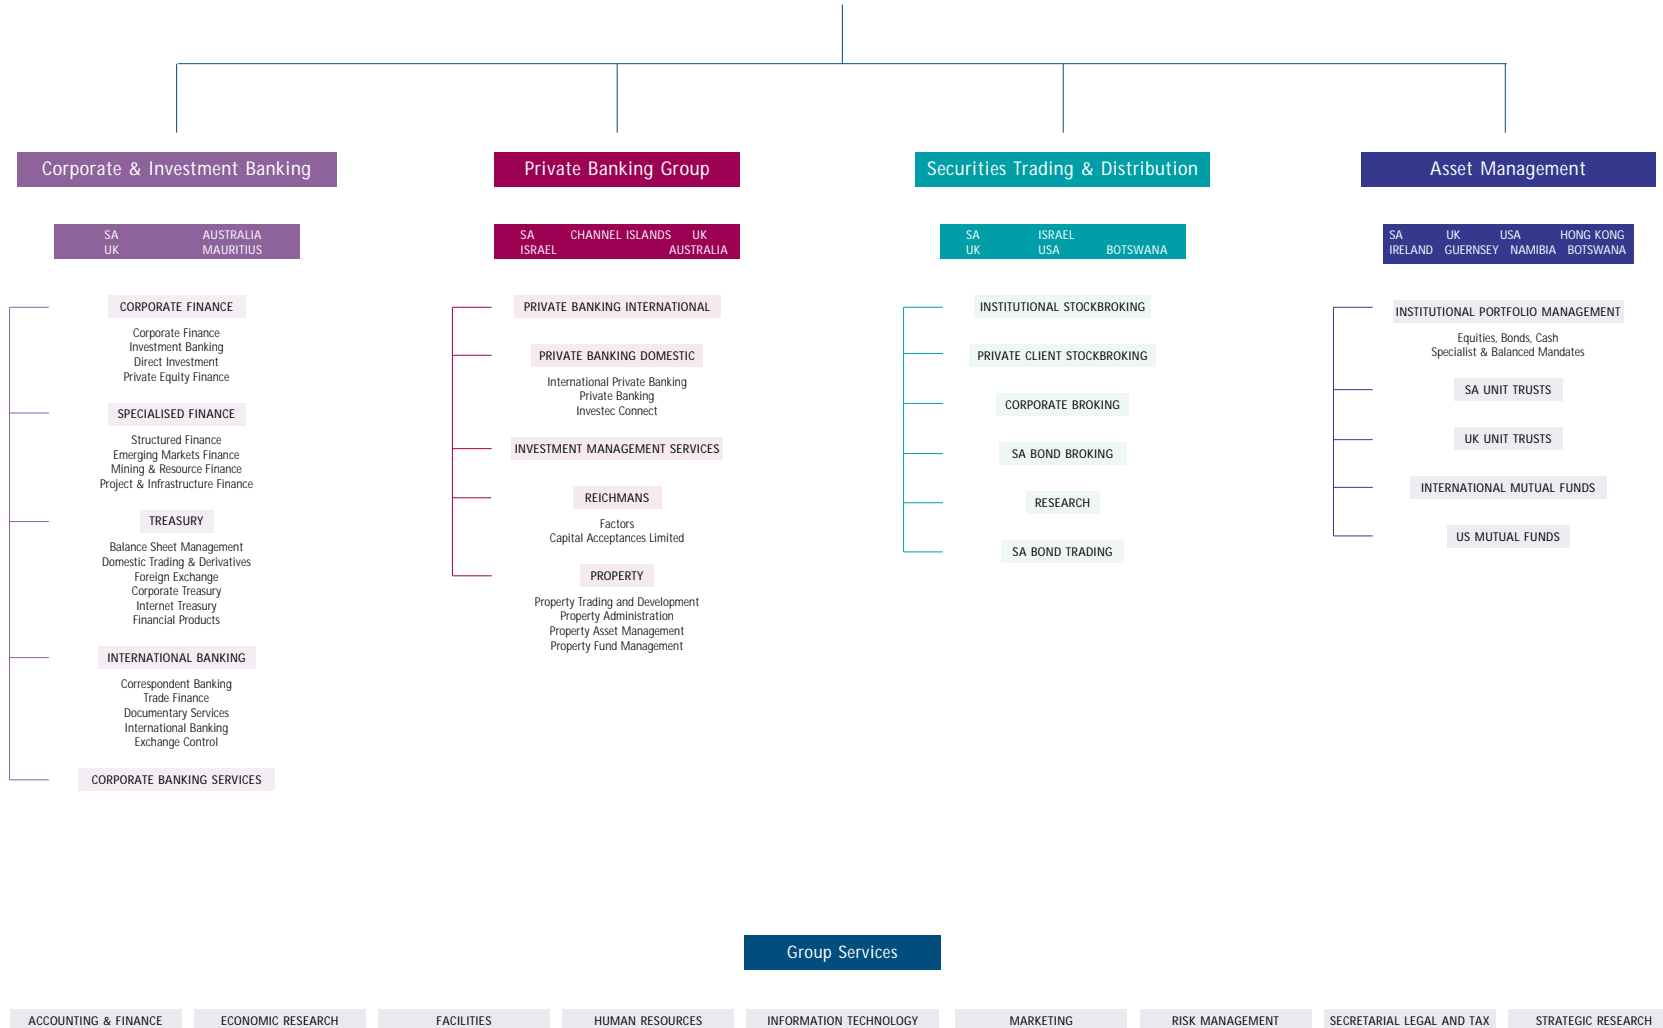 Corporate & Investment Banking
SA AUSTRALIA
UK MAURITIUS
CORPORATE FINANCE
Corporate Finance
Investment Banking
Direct Investment
Private Equity Finance
SPECIALISED FINANCE
Structured Finance
Emerging Markets Finance
Mining & Resource Finance
Project & Infrastructure Finance
TREASURY
Balance Sheet Management
Domestic Trading & Derivatives
Foreign Exchange
Corporate Treasury
Internet Treasury
Financial Products
INTERNATIONAL BANKING
Correspondent Banking
Trade Finance
Documentary Services
International Banking
Exchange Control
CORPORATE BANKING SERVICES
Private Banking Group
SA CHANNEL ISLANDS UK
ISRAEL AUSTRALIA
PRIVATE BANKING INTERNATIONAL
PRIVATE BANKING DOMESTIC
International Private Banking
Private Banking
Investec Connect
INVESTMENT MANAGEMENT SERVICES
REICHMANS
Factors
Capital Acceptances Limited
PROPERTY
Property Trading and Development
Property Administration
Property Asset Management
Property Fund Management
Securities Trading & Distribution
SA ISRAEL
UK USA BOTSWANA
INSTITUTIONAL STOCKBROKING
PRIVATE CLIENT STOCKBROKING
CORPORATE BROKING
SA BOND BROKING
RESEARCH
SA BOND TRADING
Asset Management
SA UK USA HONG KONG
IRELAND GUERNSEY NAMIBIA BOTSWANA
INSTITUTIONAL PORTFOLIO MANAGEMENT
Equities, Bonds, Cash
Specialist & Balanced Mandates
SA UNIT TRUSTS
UK UNIT TRUSTS
INTERNATIONAL MUTUAL FUNDS
US MUTUAL FUNDS
Group Services
ACCOUNTING & FINANCE
ECONOMIC RESEARCH
FACILITIES
HUMAN RESOURCES
INFORMATION TECHNOLOGY
MARKETING
RISK MANAGEMENT
SECRETARIAL LEGAL AND TAX
STRATEGIC RESEARCH